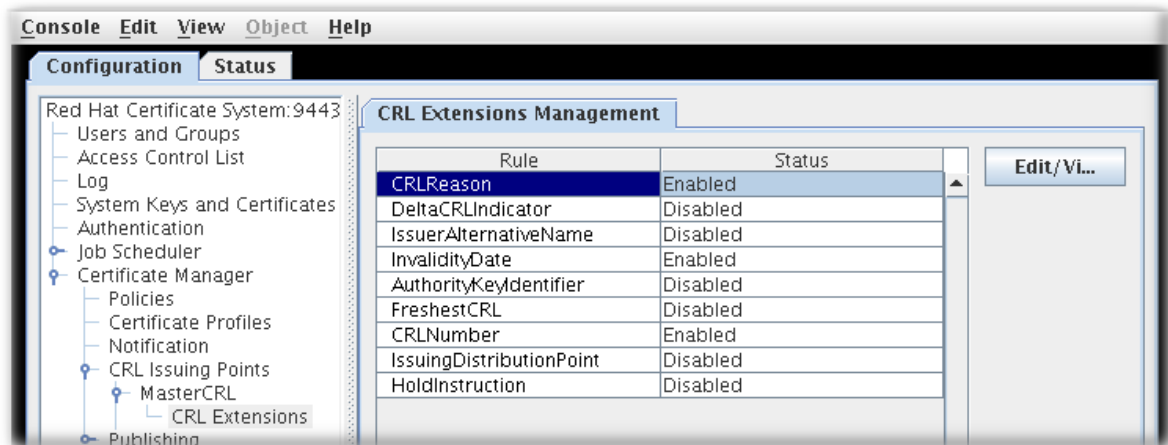 Console Edit View Object Help
Configuration Status
Red Hat Certificate System:9443
Users and Groups
Access Control List
Log
System Keys and Certificates
Authentication
Job Scheduler
Certificate Manager
Policies
Certificate Profiles
Notification
CRL Issuing Points
MasterCRL
CRL Extensions
Publishing
CRL Extensions Management
Rule Status
CRLReason Enabled
DeltaCRLIndicator Disabled
IssuerAlternativeName Disabled
InvalidityDate Enabled
AuthorityKeyIdentifier Disabled
FreshestCRL Disabled
CRLNumber Enabled
IssuingDistributionPoint Disabled
HoldInstruction Disabled
Edit/Vi...